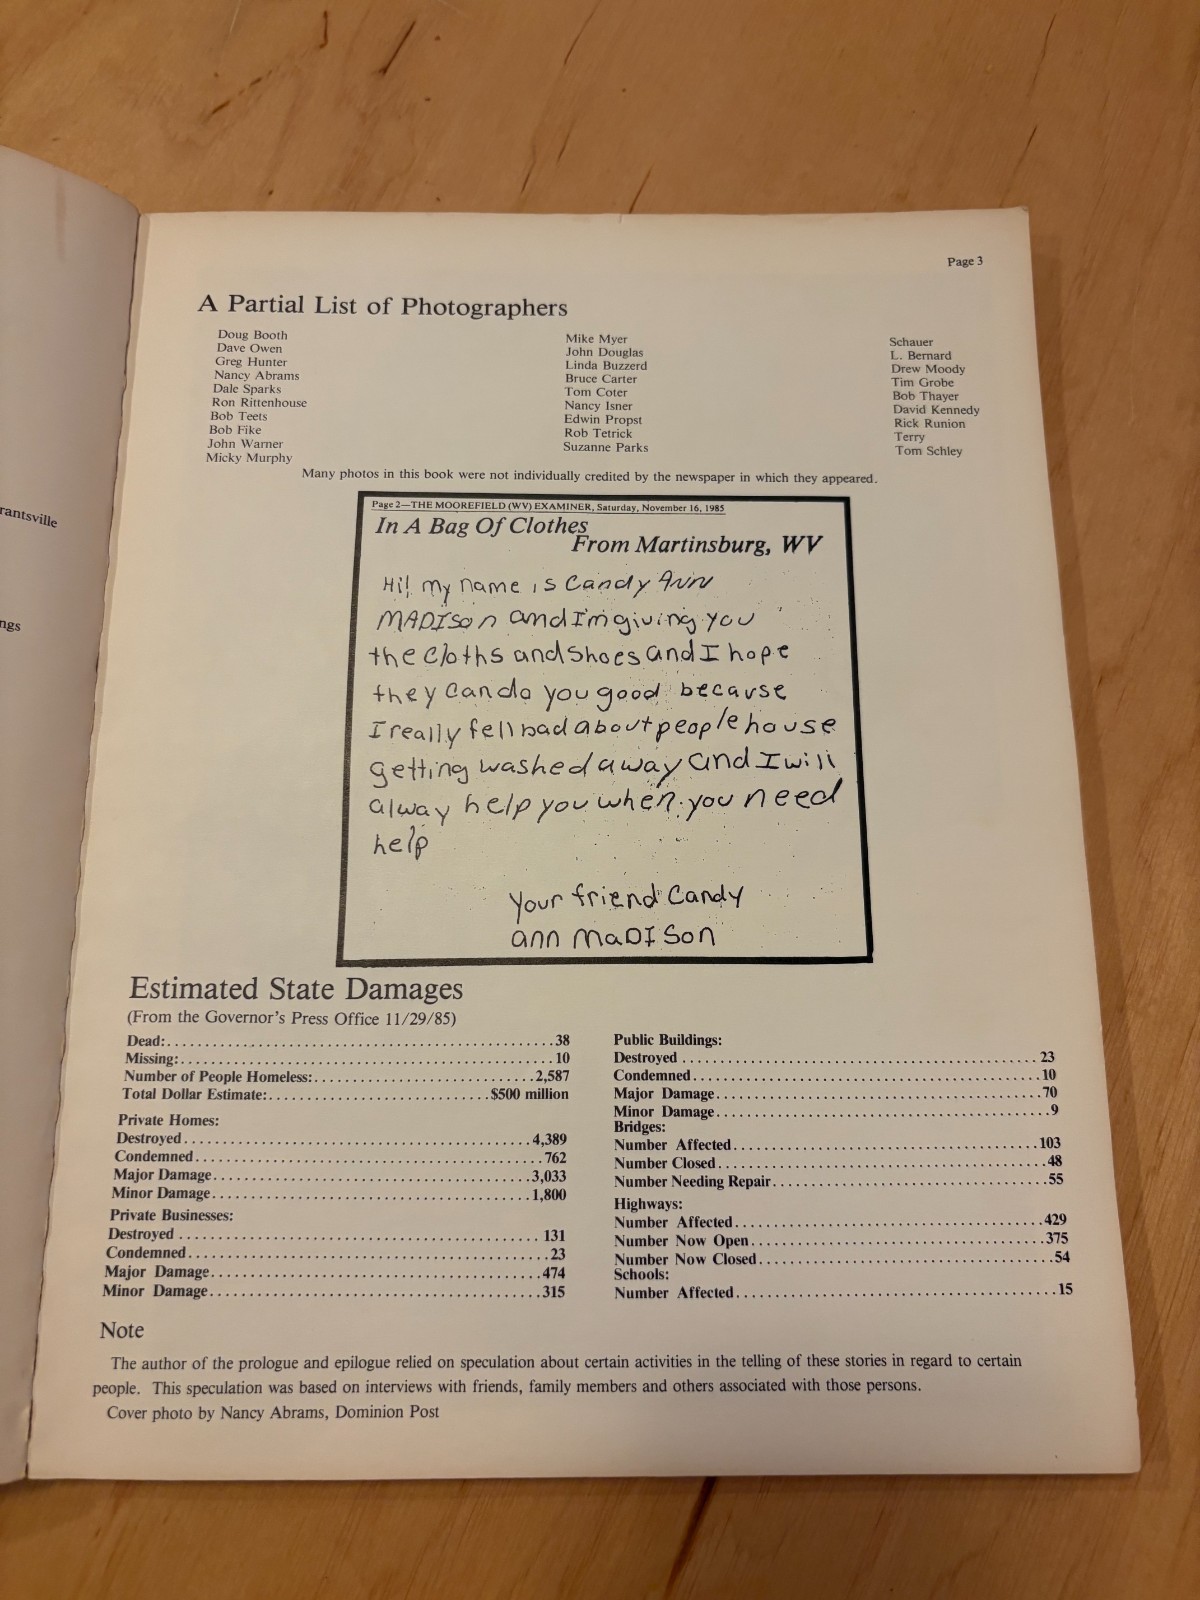 rantsville
ngs
Page 3
A Partial List of Photographers
Doug Booth
Dave Owen
Greg Hunter
Nancy Abrams
Dale Sparks
Ron Rittenhouse
Bob Teets
Bob Fike
John Warner
Micky Murphy
Mike Myer
John Douglas
Linda Buzzerd
Bruce Carter
Tom Coter
Nancy Isner
Edwin Propst
Rob Tetrick
Suzanne Parks
Schauer
L. Bernard
Drew Moody
Tim Grobe
Bob Thayer
David Kennedy
Rick Runion
Terry
Tom Schley
Many photos in this book were not individually credited by the newspaper in which they appeared.
Page 2—THE MOOREFIELD (WV) EXAMINER, Saturday, November 16, 1985
In A Bag Of Clothes
From Martinsburg, WV
Hi! my name is Candy Ann
MADISon and I'm giving you
the cloths and shoes and I hope
they can do you good because
I really fell bad about people house
getting washed away and I will
alway help you when you need
help
Your friend Candy
ann MaDISon
Estimated State Damages
(From the Governor's Press Office 11/29/85)
Dead:..................................................38
Missing:...............................................10
Number of People Homeless:............................2,587
Total Dollar Estimate:............................$500 million
Private Homes:
Destroyed...........................................4,389
Condemned...........................................762
Major Damage........................................3,033
Minor Damage........................................1,800
Private Businesses:
Destroyed...........................................131
Condemned...........................................23
Major Damage........................................474
Minor Damage........................................315
Public Buildings:
Destroyed...........................................23
Condemned...........................................10
Major Damage........................................70
Minor Damage........................................9
Bridges:
Number Affected.....................................103
Number Closed.......................................48
Number Needing Repair...............................55
Highways:
Number Affected.....................................429
Number Now Open.....................................375
Number Now Closed...................................54
Schools:
Number Affected.....................................15
Note
The author of the prologue and epilogue relied on speculation about certain activities in the telling of these stories in regard to certain
people. This speculation was based on interviews with friends, family members and others associated with those persons.
Cover photo by Nancy Abrams, Dominion Post